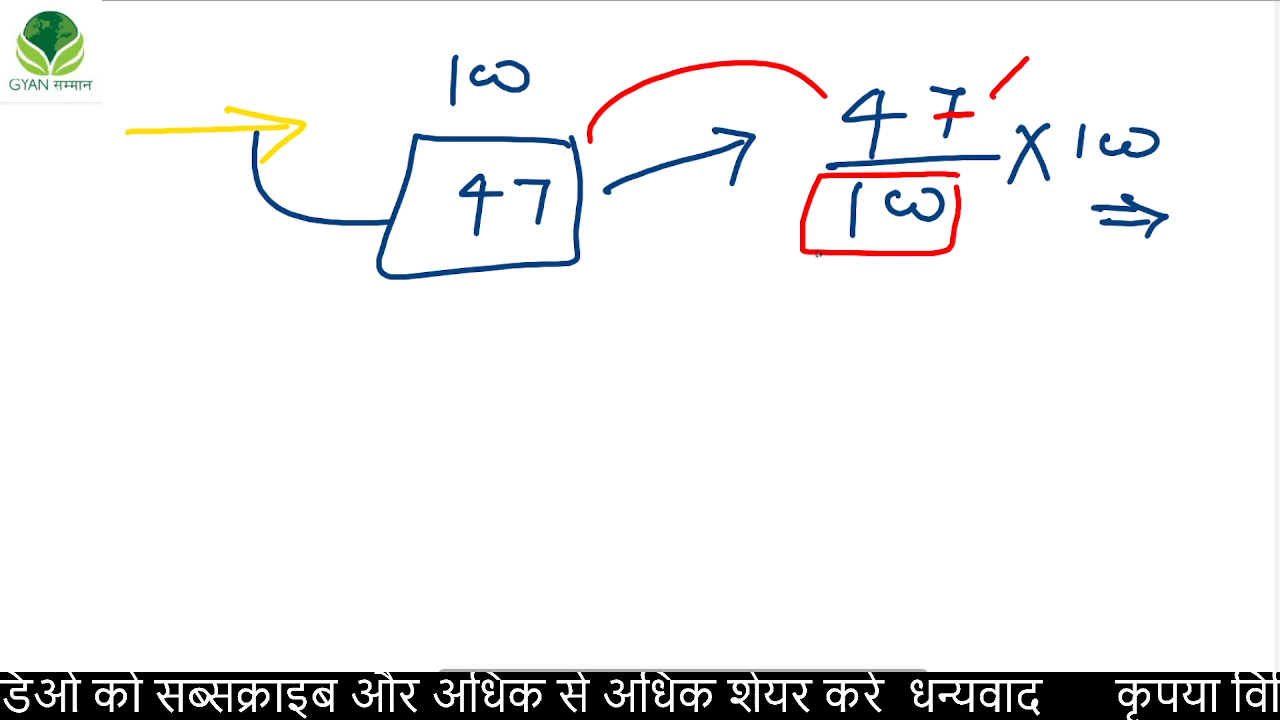 GYAN सम्मान
100
47
47
100
× 100
डिओ को सब्सक्राइब और अधिक से अधिक शेयर करें धन्यवाद कृपया वि